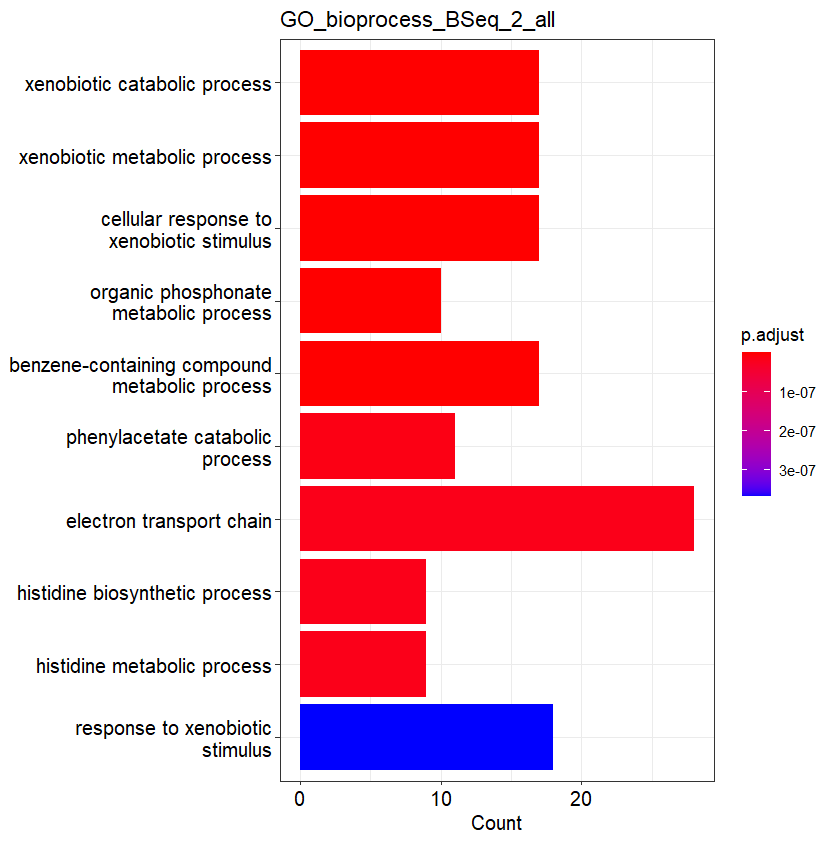 GO_bioprocess_BSeq_2_all
xenobiotic catabolic process
xenobiotic metabolic process
cellular response to
xenobiotic stimulus
organic phosphonate
metabolic process
benzene-containing compound
metabolic process
phenylacetate catabolic
process
electron transport chain
histidine biosynthetic process
histidine metabolic process
response to xenobiotic
stimulus
0
10
20
Count
p.adjust
1e-07
2e-07
3e-07